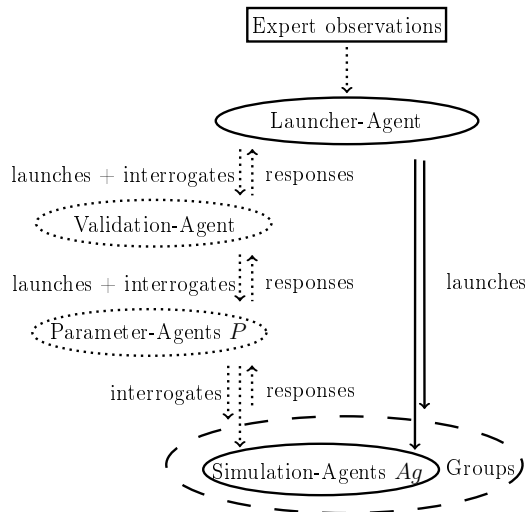 Expert observations
Launcher-Agent
launches + interrogates
responses
Validation-Agent
launches + interrogates
responses
launches
Parameter-Agents P
interrogates
responses
Simulation-Agents Ag
Groups